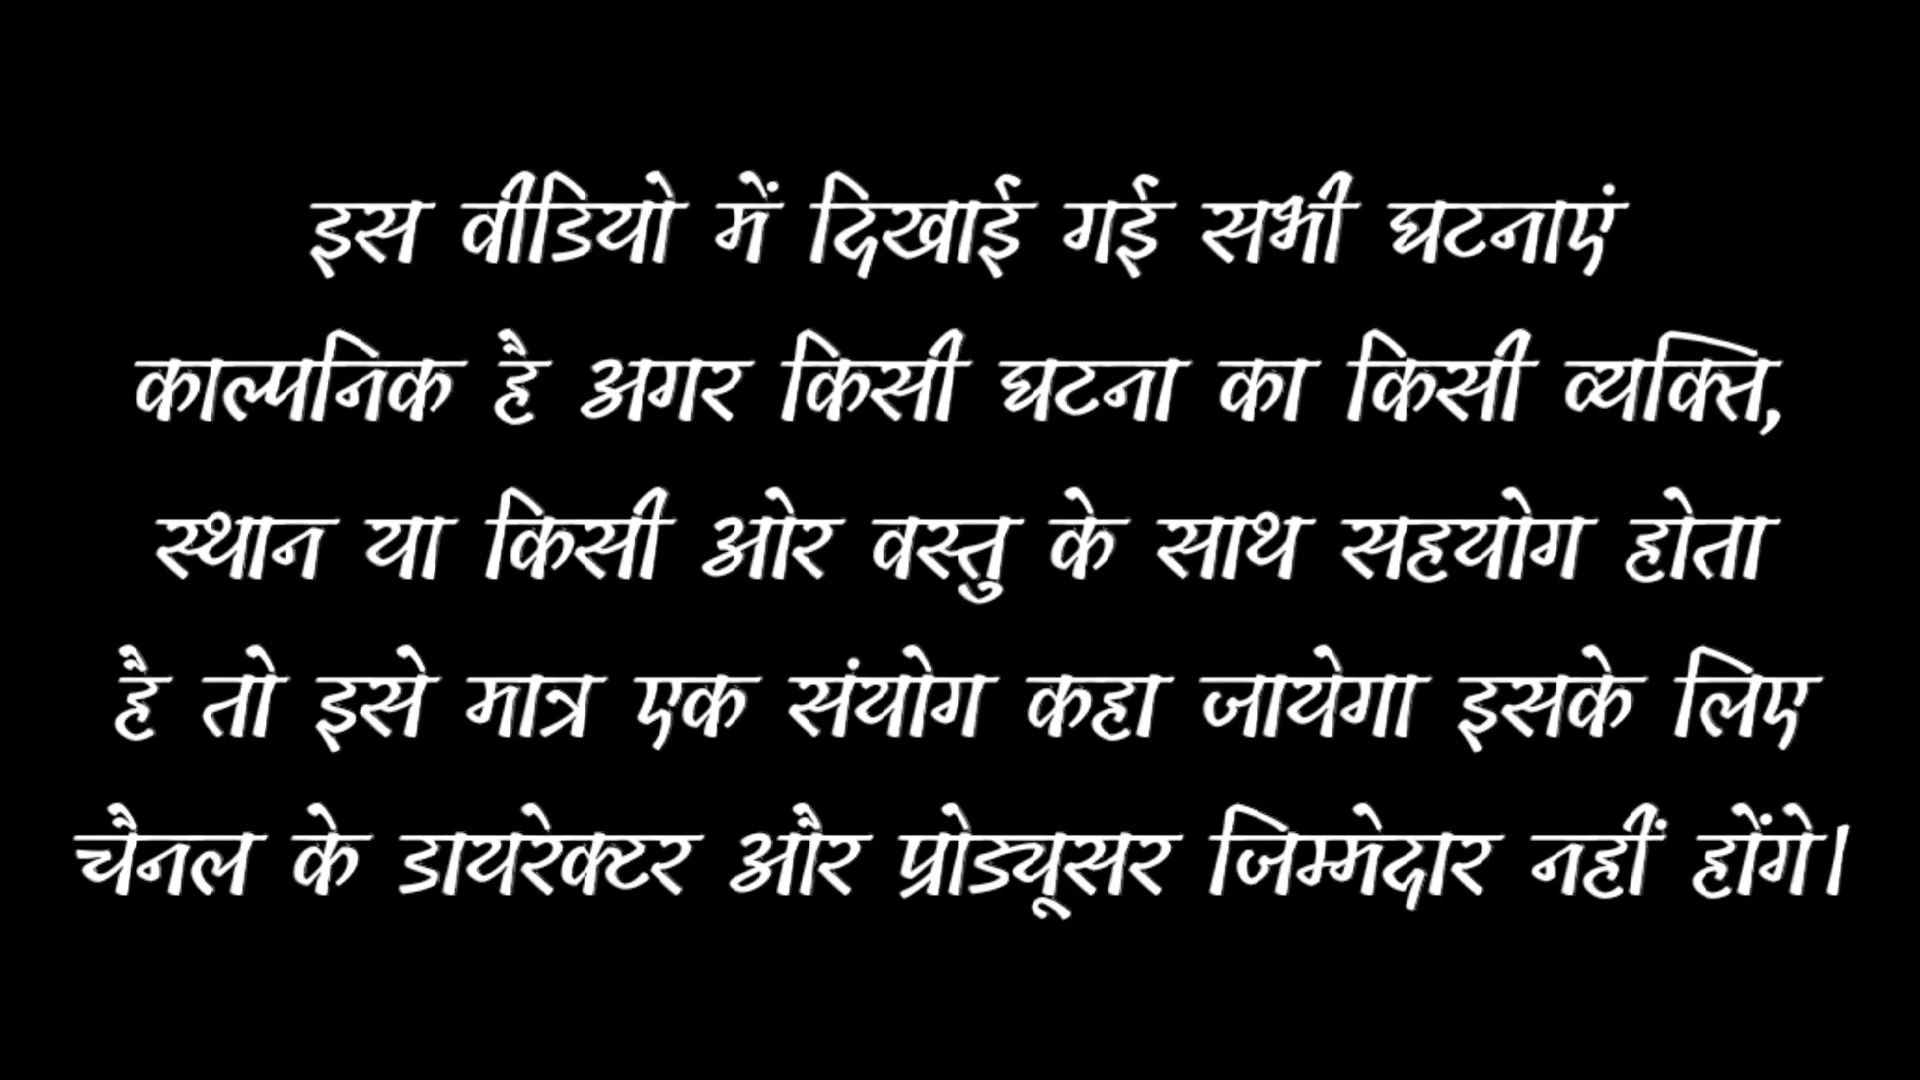 इस वीडियो में दिखाई गई सभी घटनाएं
काल्पनिक है अगर किसी घटना का किसी व्यक्ति,
स्थान या किसी ओर वस्तु के साथ सहयोग होता
है तो इसे मात्र एक संयोग कहा जायेगा इसके लिए
चैनल के डायरेक्टर और प्रोड्यूसर जिम्मेदार नहीं होंगे।